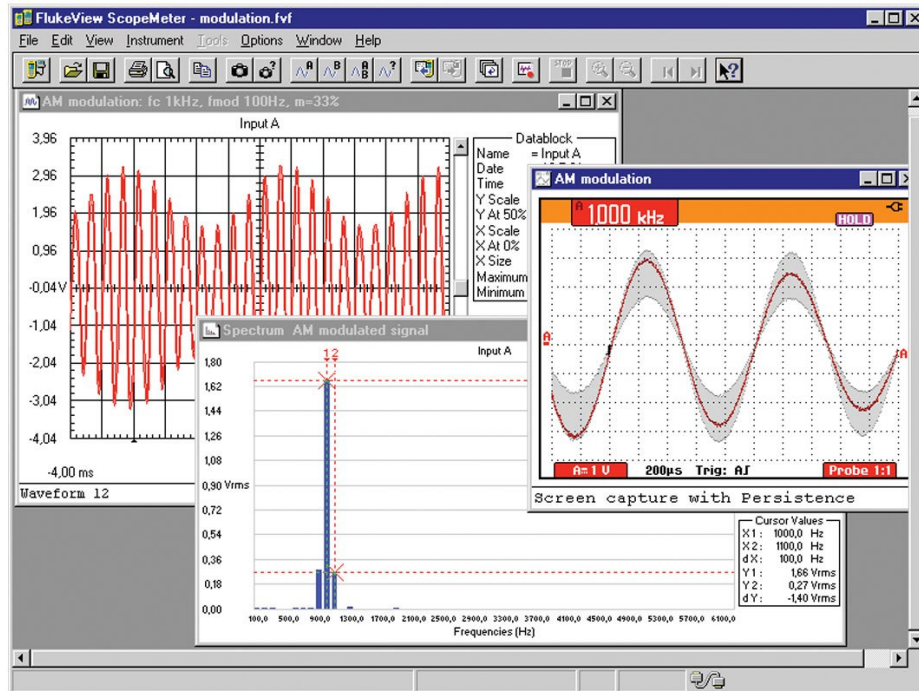 FlukeView ScopeMeter - modulation.fvf
File Edit View Instrument Tools Options Window Help
STOP
AM modulation: fc 1kHz, fmod 100Hz, m=33%
Input A
3,96
2,96
1,96
0,96
-0,04 V
-1,04
-2,04
-3,04
-4,04
-4,00 ms
Waveform 12
Datablock
Name = Input A
Date
Time
Y Scale
Y At 50%
X Scale
X At 0%
X Size
Maximum
Minimum
AM modulation
A
1.000 kHz
HOLD
A
A
A= 1 V 200µs Trig: A Probe 1:1
Screen capture with Persistence
Spectrum AM modulated signal
Input A
12
1,80
1,62
1,44
1,26
1,08
0,90 Vrms
0,72
0,54
0,36
0,18
0,00
100,0 500,0 900,0 1300,0 1700,0 2100,0 2500,0 2900,0 3300,0 3700,0 4100,0 4500,0 4900,0 5300,0 5700,0 6100,0
Frequencies (Hz)
Cursor Values
X1: 1000,0 Hz
X2: 1100,0 Hz
dX: 100,0 Hz
Y1: 1,66 Vrms
Y2: 0,27 Vrms
dY: -1,40 Vrms